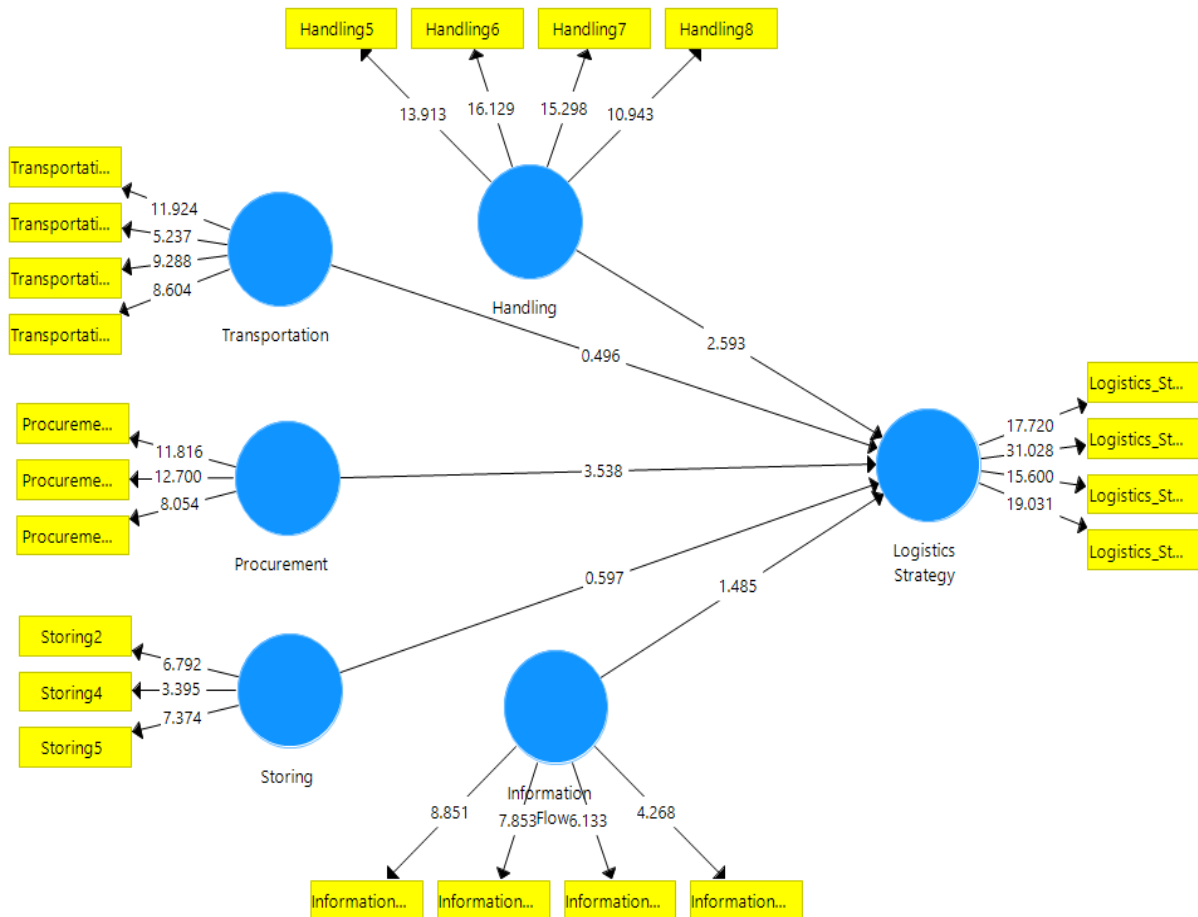 Handling5
Handling6
Handling7
Handling8
13.913
16.129
15.298
10.943
Handling
Transportati...
Transportati...
Transportati...
Transportati...
11.924
5.237
9.288
8.604
Transportation
2.593
0.496
Procureme...
Procureme...
Procureme...
11.816
12.700
8.054
Procurement
3.538
Logistics_St...
Logistics_St...
Logistics_St...
Logistics_St...
17.720
31.028
15.600
19.031
Logistics
Strategy
0.597
1.485
Storing2
Storing4
Storing5
6.792
3.395
7.374
Storing
Information
Flow
8.851
7.853
6.133
4.268
Information...
Information...
Information...
Information...